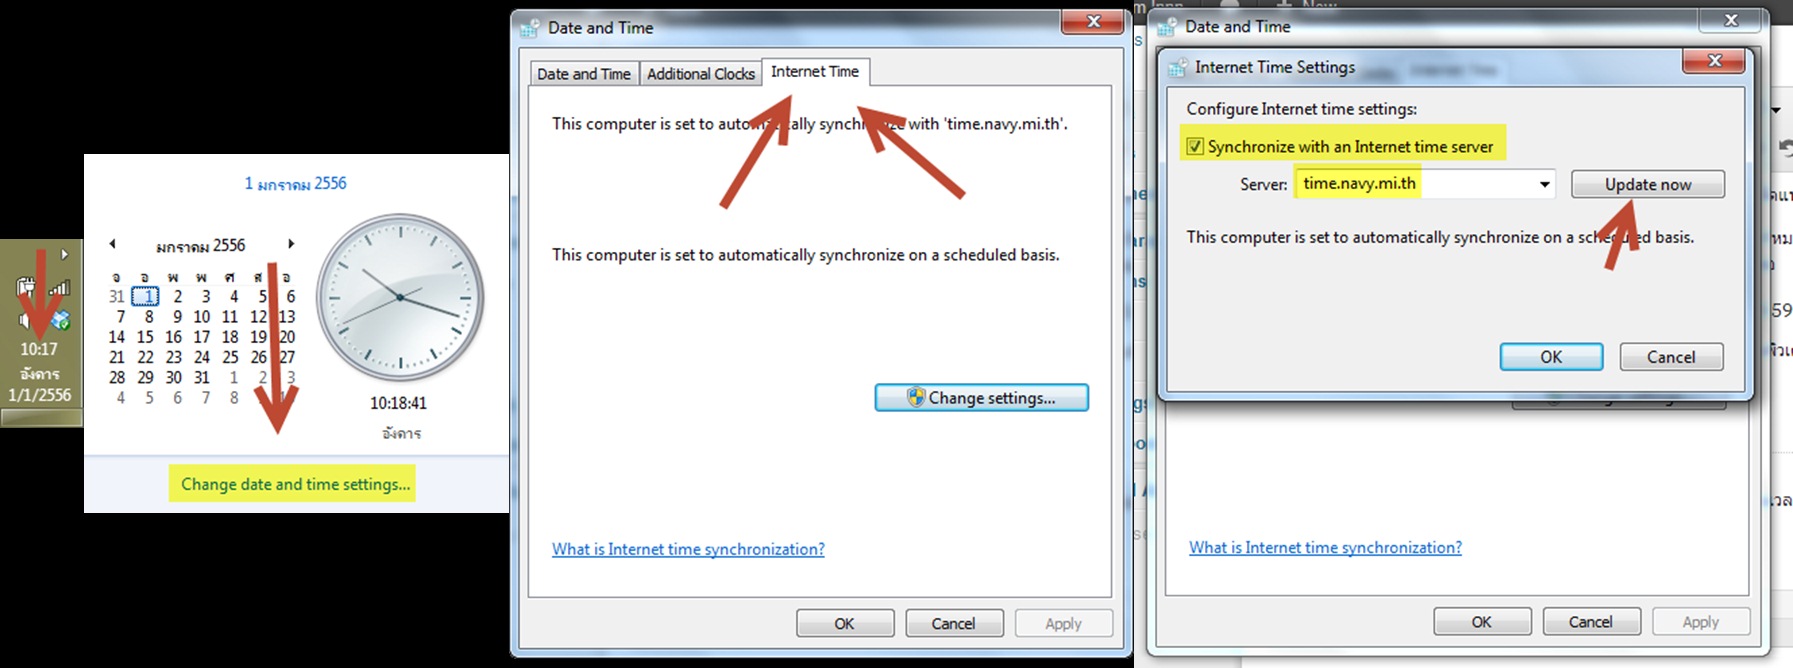 10:17
อังคาร
1/1/2556
1 มกราคม 2556
มกราคม 2556
จ อ พ พ ศ ส อ
31 1 2 3 4 5 6
7 8 9 10 11 12 13
14 15 16 17 18 19 20
21 22 23 24 25 26 27
28 29 30 31 1 2 3
4 5 6 7 8
10:18:41
อังคาร
Change date and time settings...
Date and Time
Date and Time Additional Clocks Internet Time
This computer is set to automatically synchronize with 'time.navy.mi.th'.
This computer is set to automatically synchronize on a scheduled basis.
Change settings...
What is Internet time synchronization?
OK Cancel Apply
New
Date and Time
Internet Time Settings
Configure Internet time settings:
Synchronize with an Internet time server
Server: time.navy.mi.th Update now
This computer is set to automatically synchronize on a scheduled basis.
OK Cancel
What is Internet time synchronization?
OK Cancel Apply
59